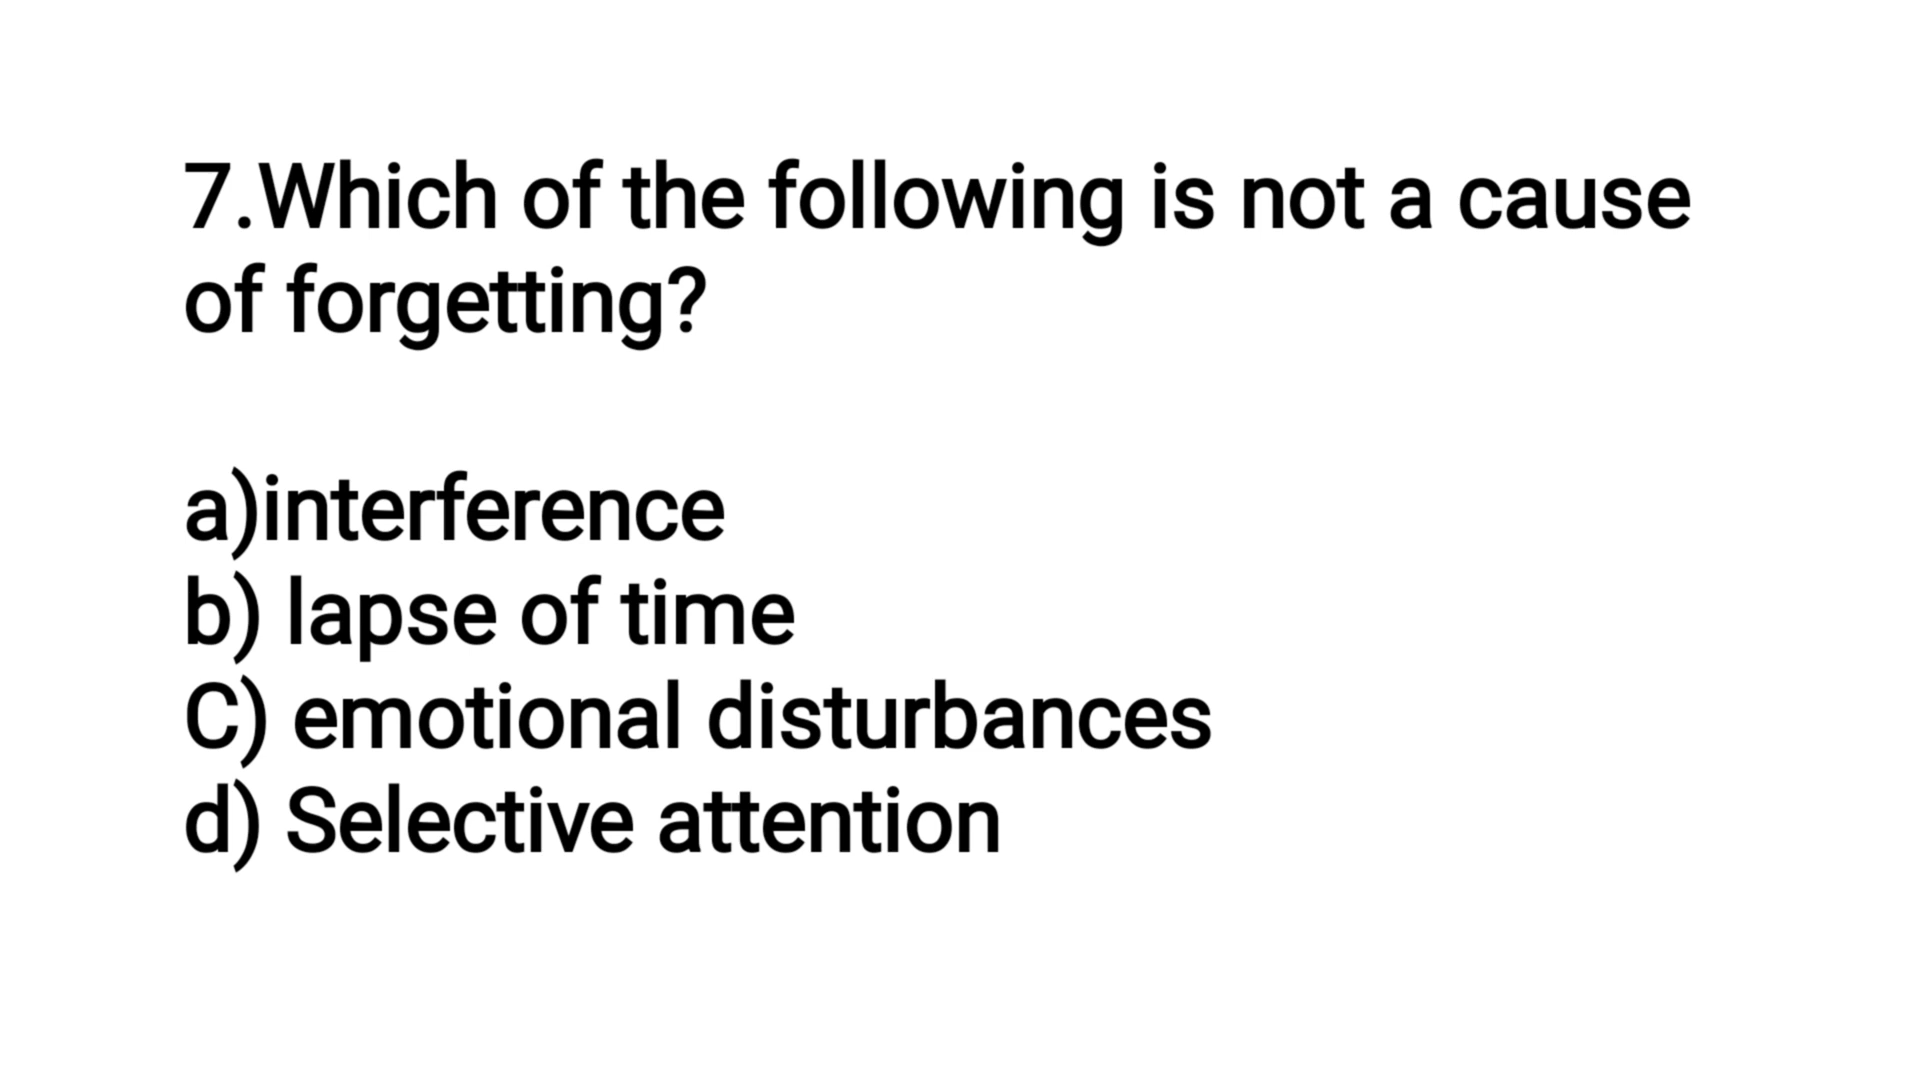 7.Which of the following is not a cause
of forgetting?
a)interference
b) lapse of time
C) emotional disturbances
d) Selective attention